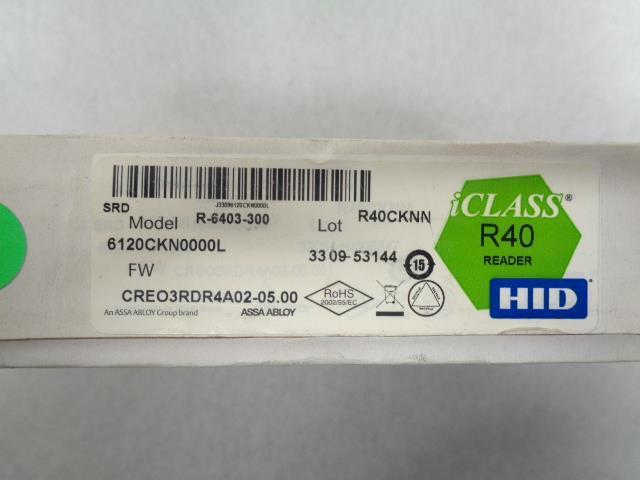 J33096120CKN0000L
SRD
Model R-6403-300 Lot R40CKNN
6120CKN0000L 3309-53144
FW 15
CREO3RDR4A02-05.00
An ASSA ABLOY Group brand ASSA ABLOY
RoHS
2002/95/EC
iCLASS®
R40
READER
HID